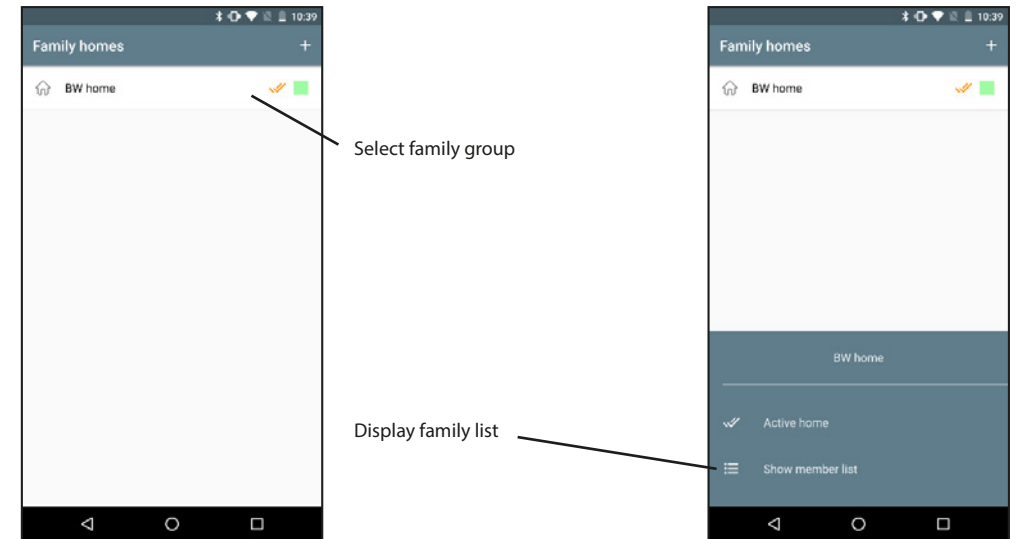 10:39
Family homes +
BW home
Select family group
Display family list
10:39
Family homes +
BW home
BW home
Active home
Show member list